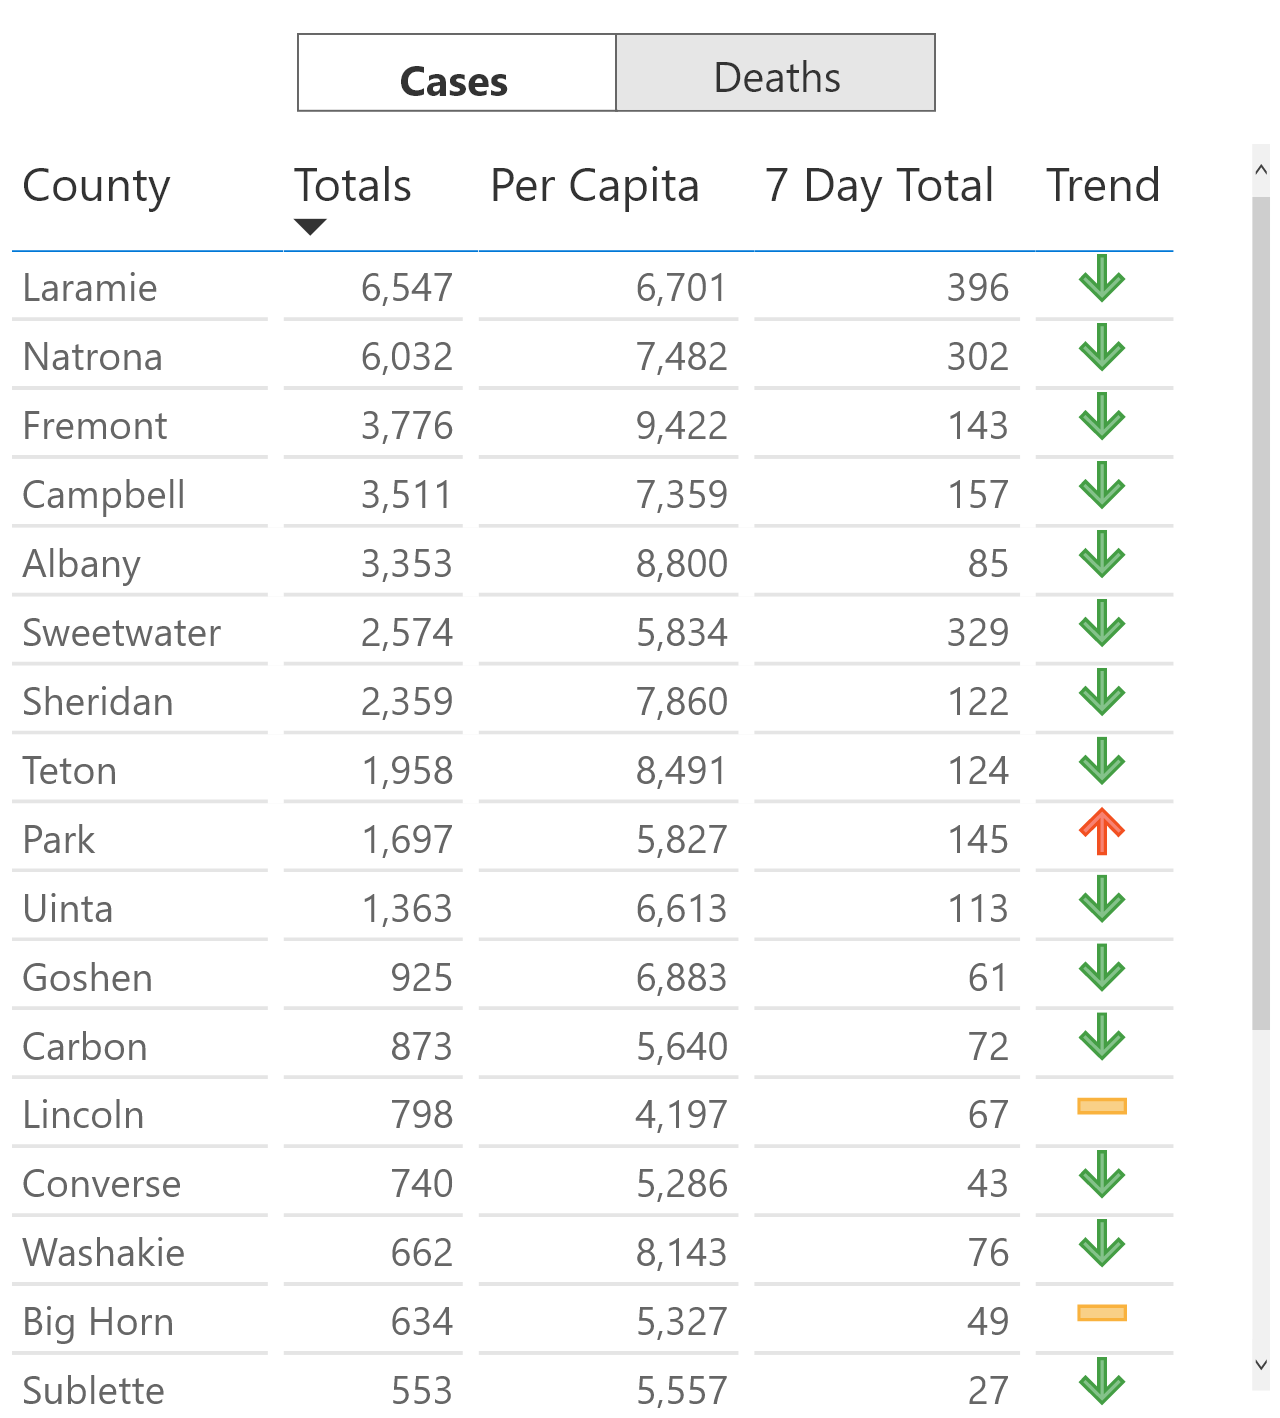 Cases Deaths
County Totals Per Capita 7 Day Total Trend
Laramie 6,547 6,701 396
Natrona 6,032 7,482 302
Fremont 3,776 9,422 143
Campbell 3,511 7,359 157
Albany 3,353 8,800 85
Sweetwater 2,574 5,834 329
Sheridan 2,359 7,860 122
Teton 1,958 8,491 124
Park 1,697 5,827 145
Uinta 1,363 6,613 113
Goshen 925 6,883 61
Carbon 873 5,640 72
Lincoln 798 4,197 67
Converse 740 5,286 43
Washakie 662 8,143 76
Big Horn 634 5,327 49
Sublette 553 5,557 27